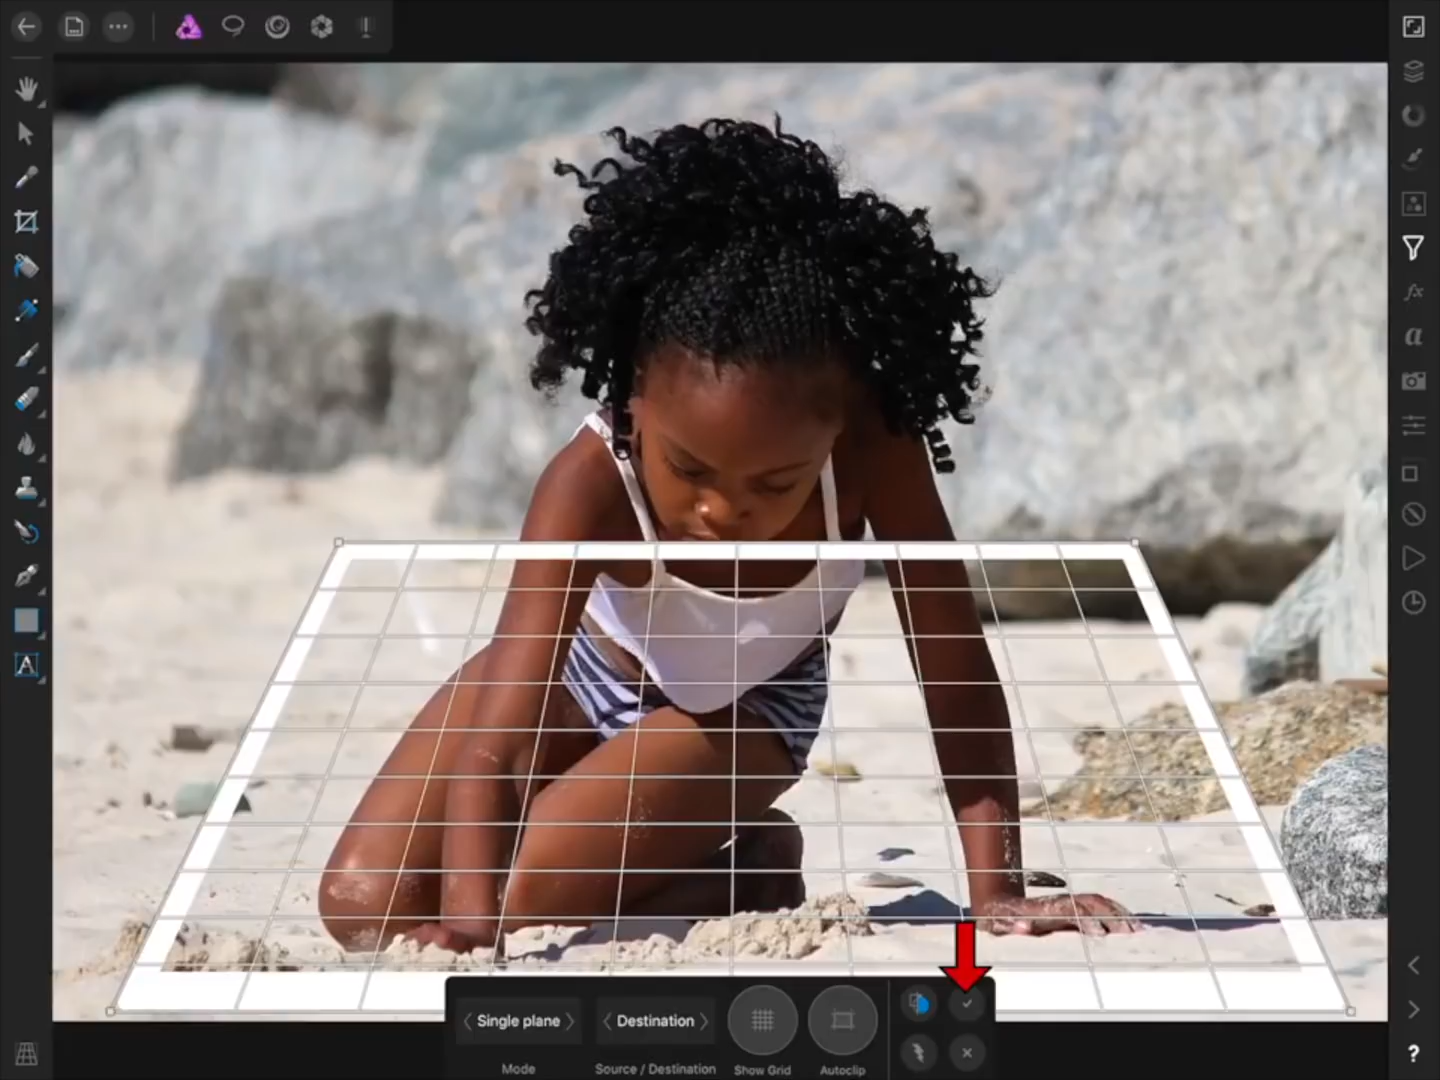 Single plane
Destination
Mode
Source / Destination
Show Grid
Autoclip